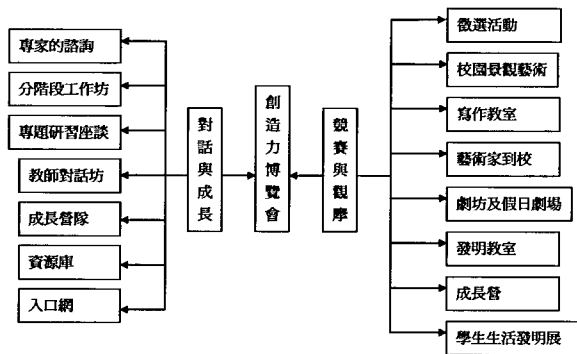 專家的諮詢
分階段工作坊
專題研習座談
教師對話坊
成長營隊
資源庫
入口網
對話與成長
創造力博覽會
競賽與觀摩
徵選活動
校園景觀藝術
寫作教室
藝術家到校
劇坊及假日劇場
發明教室
成長營
學生生活發明展